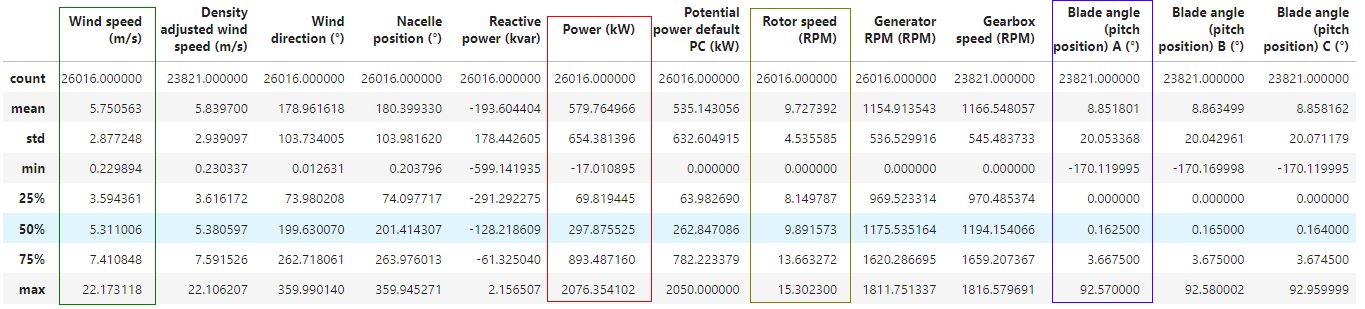 Wind speed (m/s) Density adjusted wind speed (m/s) Wind direction (°) Nacelle position (°) Reactive power (kvar) Power (kW) Potential power default PC (kW) Rotor speed (RPM) Generator RPM (RPM) Gearbox speed (RPM) Blade angle (pitch position) A (°) Blade angle (pitch position) B (°) Blade angle (pitch position) C (°)
count 26016.000000 23821.000000 26016.000000 26016.000000 26016.000000 26016.000000 26016.000000 26016.000000 26016.000000 23821.000000 23821.000000 23821.000000 23821.000000
mean 5.750563 5.839700 178.961618 180.399330 -193.604404 579.764966 535.143056 9.727392 1154.913543 1166.548057 8.851801 8.863499 8.858162
std 2.877248 2.939097 103.734005 103.981620 178.442605 654.381396 632.604915 4.535585 536.529916 545.483733 20.053368 20.042961 20.071179
min 0.229894 0.230337 0.012631 0.203796 -599.141935 -17.010895 0.000000 0.000000 0.000000 0.000000 -170.119995 -170.169998 -170.119995
25% 3.594361 3.616172 73.980208 74.097717 -291.292275 69.819445 63.982690 8.149787 969.523314 970.485374 0.000000 0.000000 0.000000
50% 5.311006 5.380597 199.630070 201.414307 -128.218609 297.875525 262.847086 9.891573 1175.535164 1194.154066 0.162500 0.165000 0.164000
75% 7.410848 7.591526 262.718061 263.976013 -61.325040 893.487160 782.223379 13.663272 1620.286695 1659.207367 3.667500 3.675000 3.674500
max 22.173118 22.106207 359.990140 359.945271 2.156507 2076.354102 2050.000000 15.302300 1811.751337 1816.579691 92.570000 92.580002 92.959999